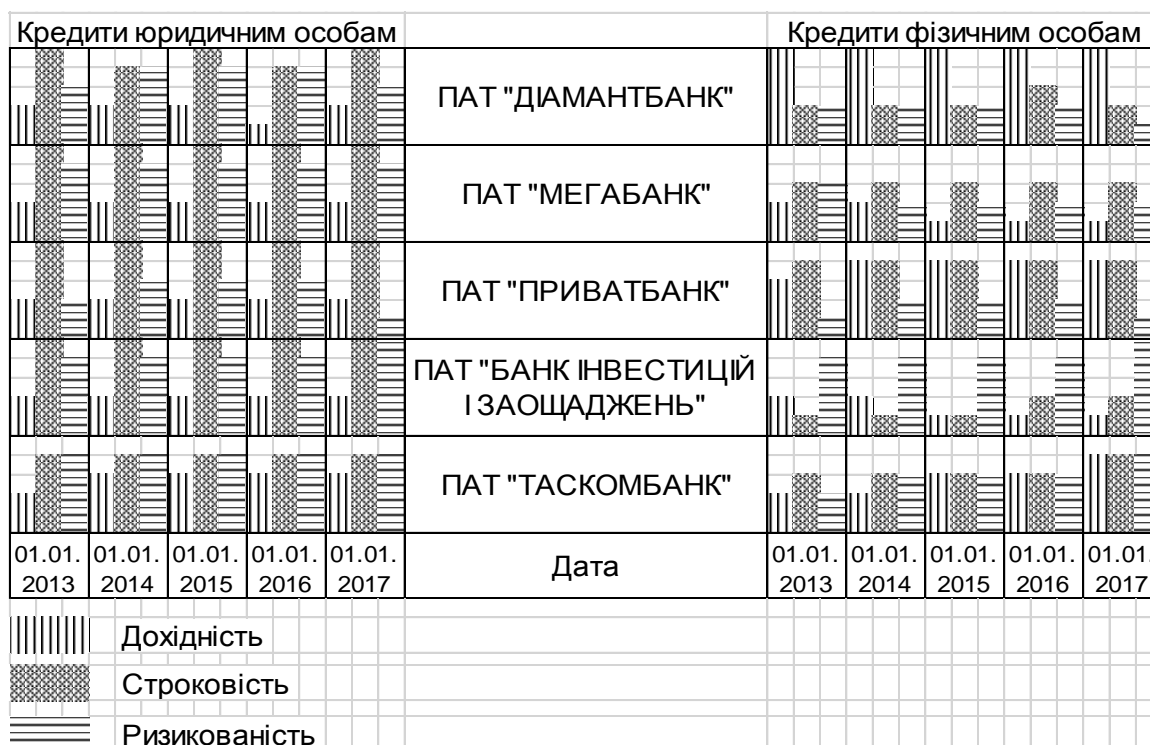 Кредити юридичним особам
Кредити фізичним особам
ПАТ "ДІАМАНТБАНК"
ПАТ "МЕГАБАНК"
ПАТ "ПРИВАТБАНК"
ПАТ "БАНК ІНВЕСТИЦІЙ
І ЗАОЩАДЖЕНЬ"
ПАТ "ТАСКОМБАНК"
01.01. 01.01. 01.01. 01.01. 01.01. Дата 01.01. 01.01. 01.01. 01.01. 01.01.
2013 2014 2015 2016 2017 2013 2014 2015 2016 2017
Дохідність
Строковість
Ризикованість